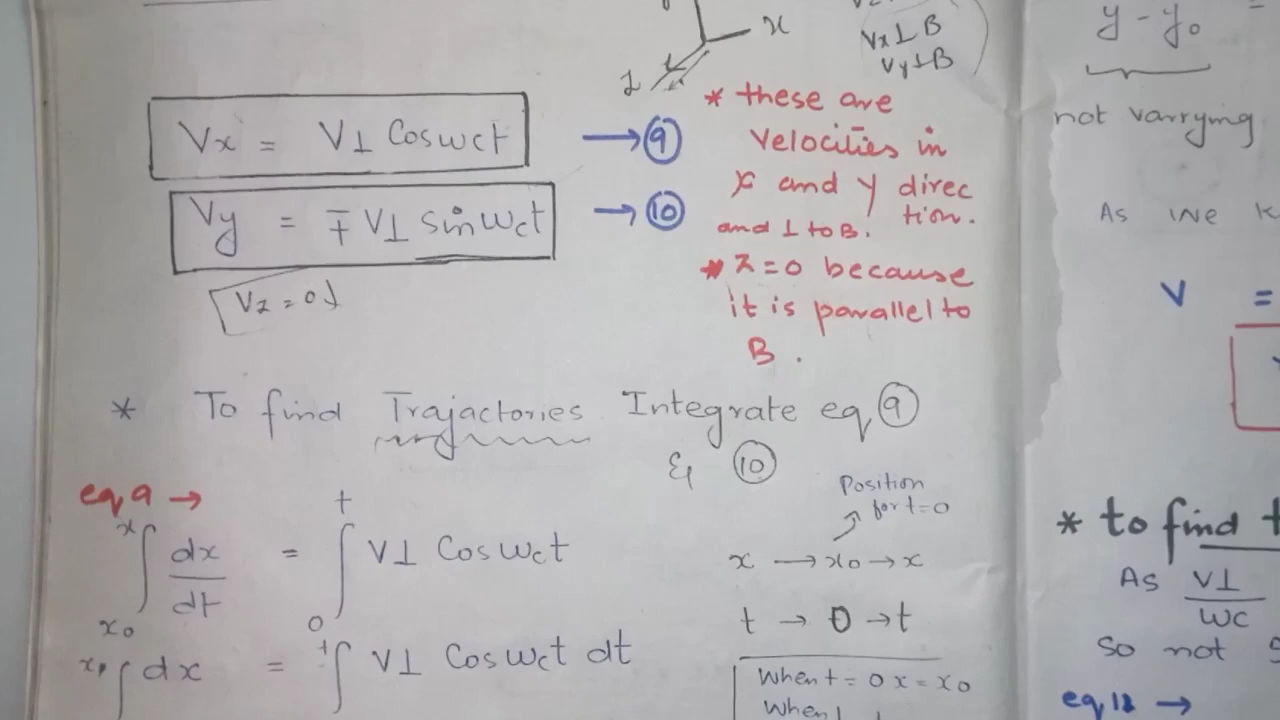 x
Vx⊥B
Vy⊥B
z
Vx = V⊥ Coswct → 9
Vy = ∓ V⊥ sinwct → 10
Vz = 0
* these are
velocities in
x and y direc
tion.
and ⊥ to B.
* z=0 because
it is parallel to
B.
* To find Trajactories Integrate eq 9
& 10
eq 9 →
x∫x0 dx/dt = t∫0 V⊥ Coswct
∫ dx = t∫ V⊥ Coswct dt
Position
for t=0
x → x0 → x
t → 0 → t
When t = 0 x = x0
When
y - y0 =
not varrying
As we k
V =
* to find t
As V⊥/wc
so not
eq 12 →